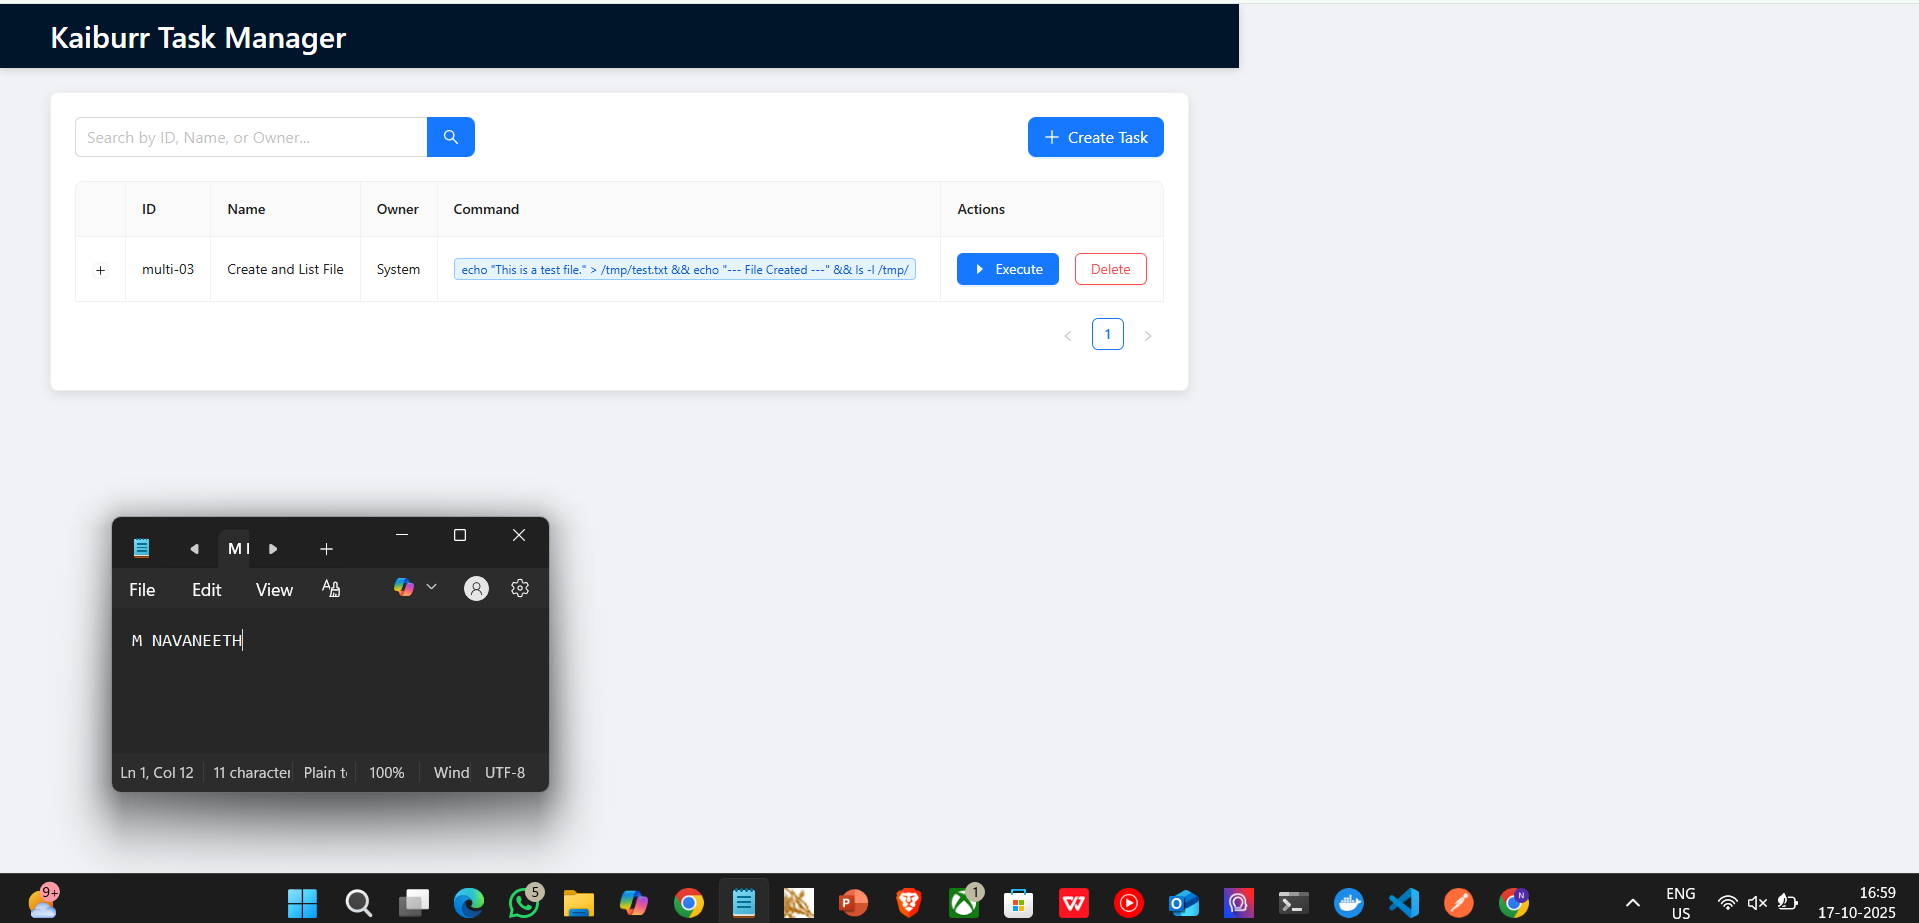 Kaiburr Task Manager
Search by ID, Name, or Owner...
Create Task
ID Name Owner Command Actions
multi-03 Create and List File System echo "This is a test file." > /tmp/test.txt && echo "--- File Created ---" && ls -l /tmp/ Execute Delete
1
M
File Edit View
M NAVANEETH
Ln 1, Col 12 11 character Plain t 100% Wind UTF-8
9+
5
1
ENG
US
16:59
17-10-2025